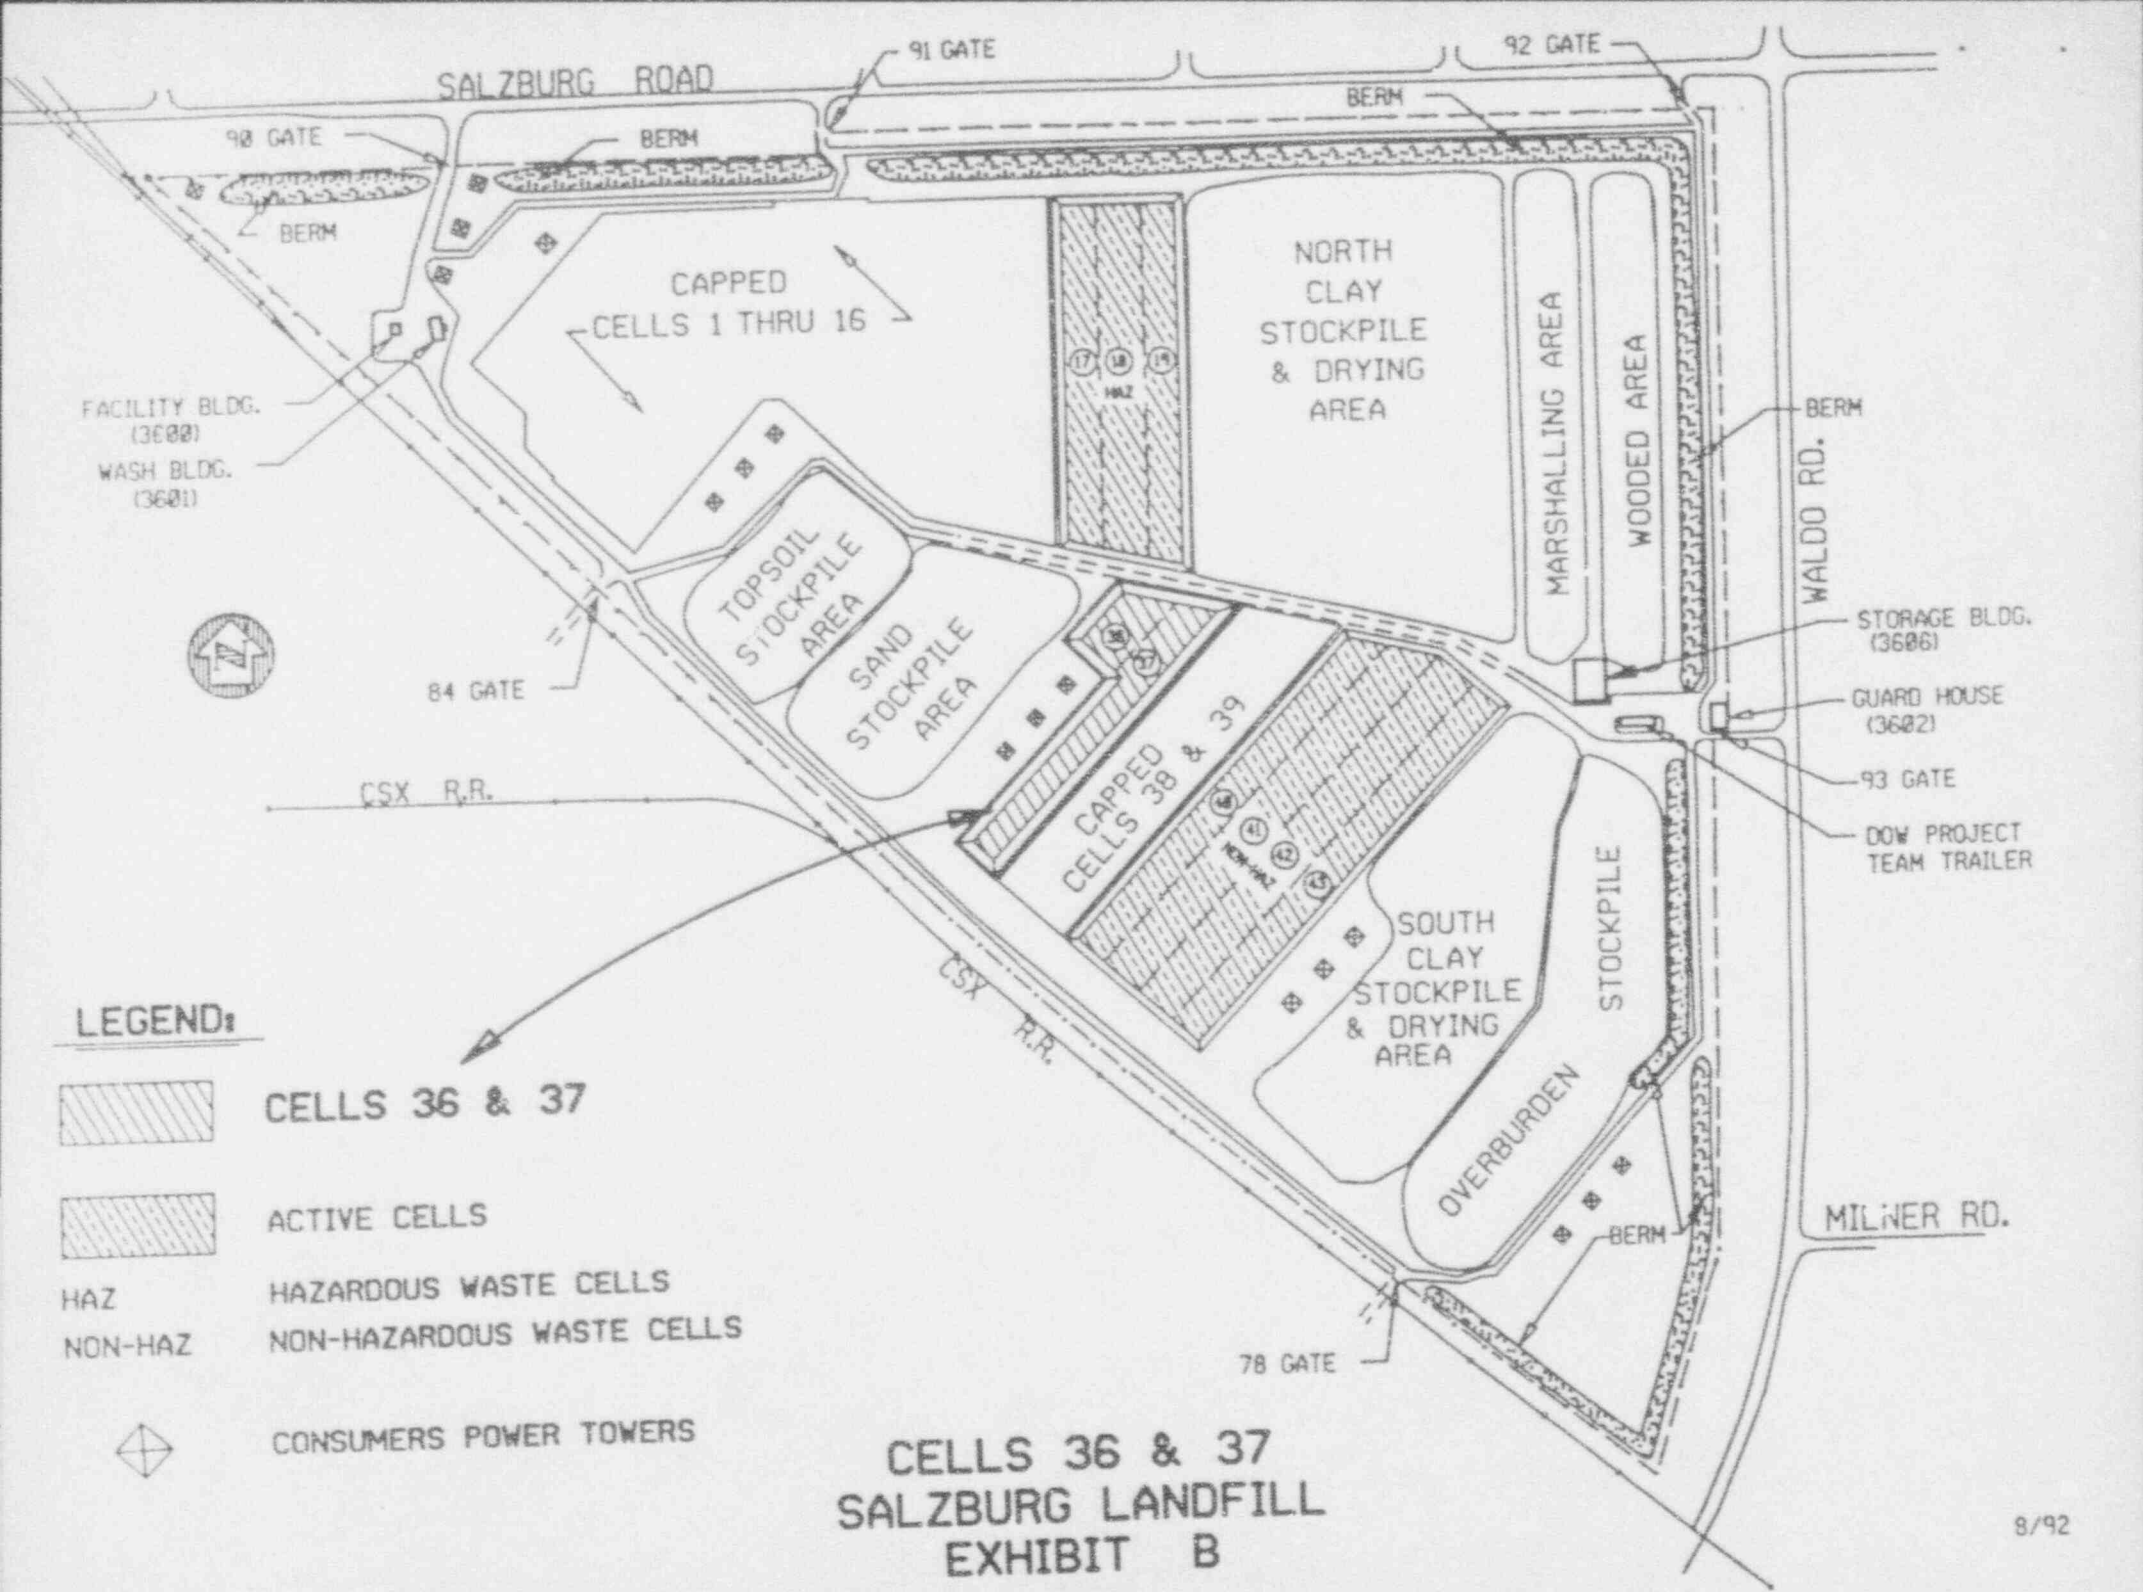 91 GATE
92 GATE
SALZBURG ROAD
BERM
90 GATE
BERM
BERM
CAPPED
CELLS 1 THRU 16
NORTH
CLAY
STOCKPILE
& DRYING
AREA
17 18 19
HAZ
MARSHALLING AREA
WOODED AREA
BERM
WALDO RD.
FACILITY BLDG.
(3600)
WASH BLDG.
(3601)
TOPSOIL
STOCKPILE
AREA
SAND
STOCKPILE
AREA
N
84 GATE
36
37
STORAGE BLDG.
(3606)
GUARD HOUSE
(3602)
93 GATE
DOW PROJECT
TEAM TRAILER
CSX R.R.
CAPPED
CELLS 38 & 39
40
41
42
43
NON-HAZ
STOCKPILE
SOUTH
CLAY
STOCKPILE
& DRYING
AREA
CSX R.R.
OVERBURDEN
LEGEND:
CELLS 36 & 37
ACTIVE CELLS
HAZ HAZARDOUS WASTE CELLS
NON-HAZ NON-HAZARDOUS WASTE CELLS
CONSUMERS POWER TOWERS
MILNER RD.
BERM
78 GATE
CELLS 36 & 37
SALZBURG LANDFILL
EXHIBIT B
8/92